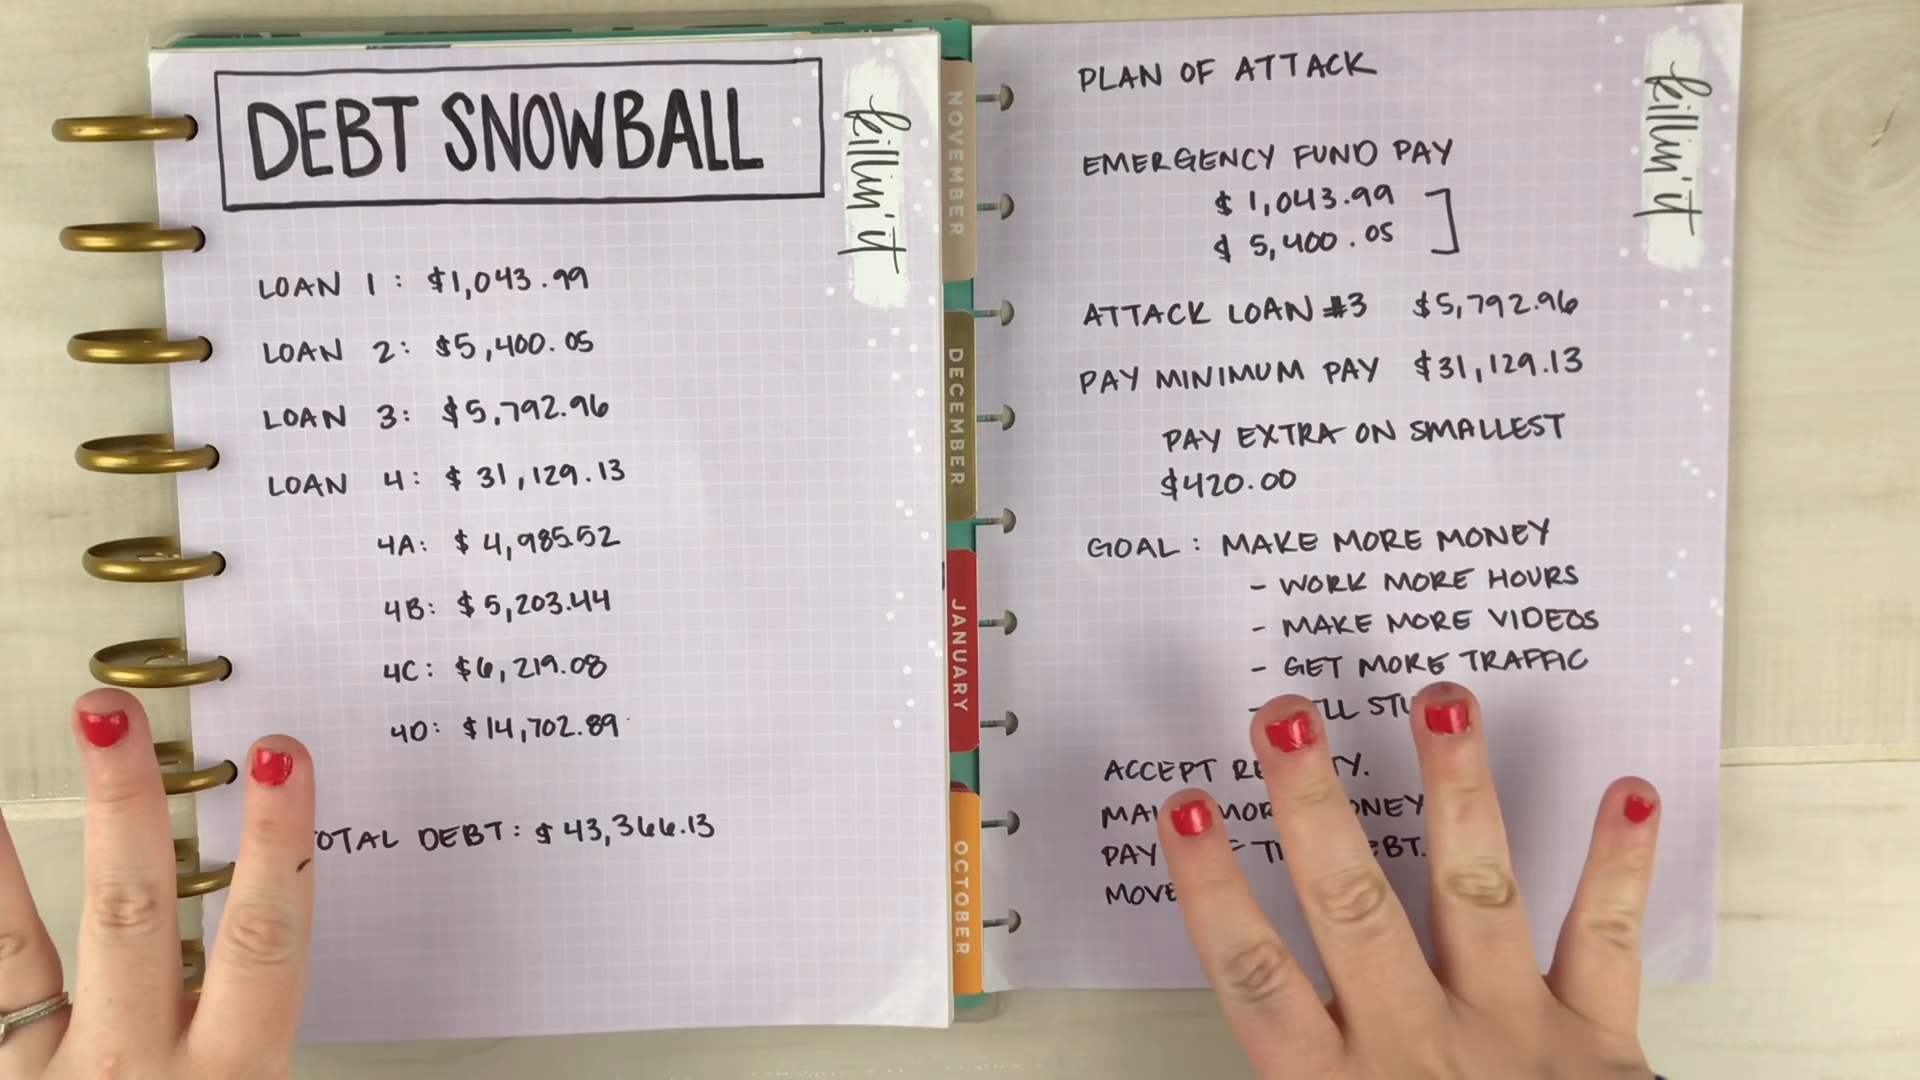 DEBT SNOWBALL
killin' it
LOAN 1: $1,043.99
LOAN 2: $5,400.05
LOAN 3: $5,792.96
LOAN 4: $31,129.13
4A: $4,985.52
4B: $5,203.44
4C: $6,219.08
4D: $14,702.89
OTAL DEBT: $43,366.13
NOVEMBER
DECEMBER
JANUARY
OCTOBER
PLAN OF ATTACK
killin' it
EMERGENCY FUND PAY
$1,043.99
$5,400.05
ATTACK LOAN #3 $5,792.96
PAY MINIMUM PAY $31,129.13
PAY EXTRA ON SMALLEST
$420.00
GOAL: MAKE MORE MONEY
- WORK MORE HOURS
- MAKE MORE VIDEOS
- GET MORE TRAFFIC
ACCEPT
PAY
MOVE